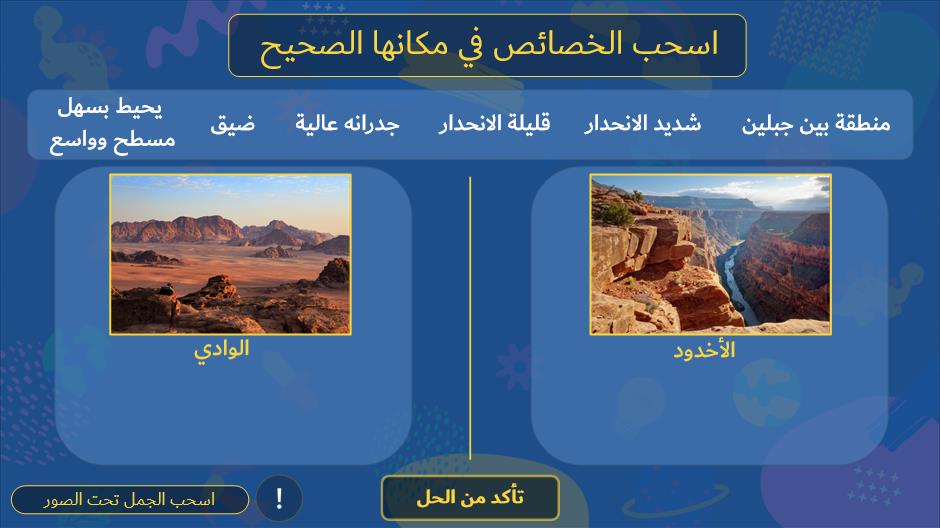 اسحب الخصائص في مكانها الصحيح
منطقة بين جبلين
شديد الانحدار
قليلة الانحدار
جدرانه عالية
ضيق
يحيط بسهل
مسطح وواسع
الأخدود
الوادي
تأكد من الحل
!
اسحب الجمل تحت الصور